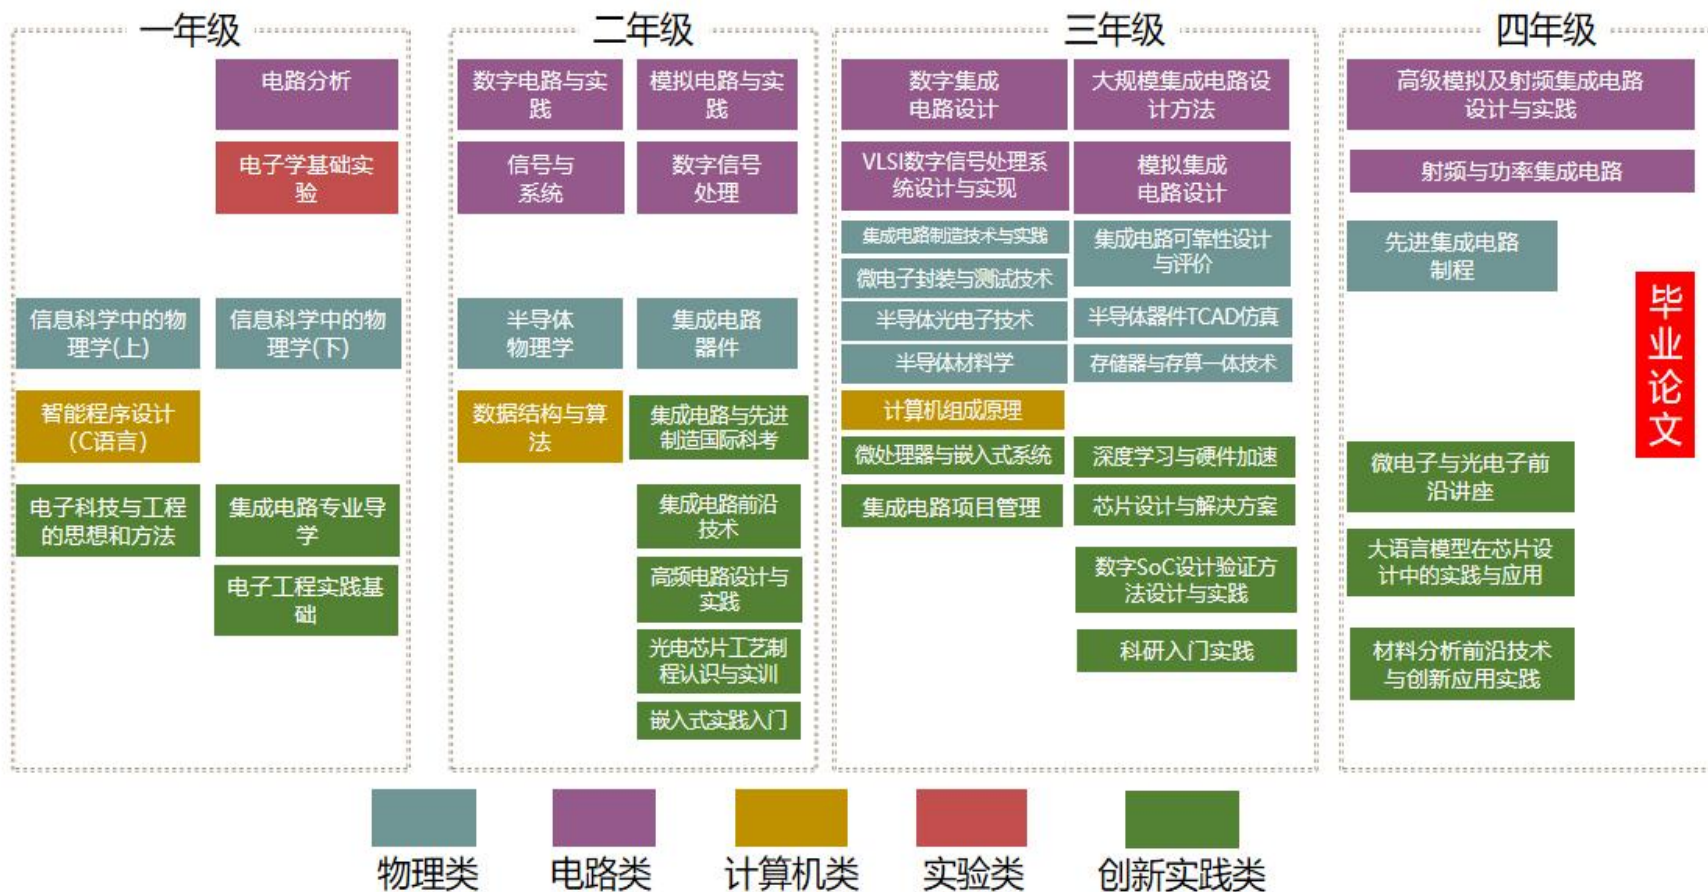 一年级
电路分析
电子学基础实
验
信息科学中的物
理学(上)
信息科学中的物
理学(下)
智能程序设计
(C语言)
电子科技与工程
的思想和方法
集成电路专业导
学
电子工程实践基
础
二年级
数字电路与实
践
模拟电路与实
践
信号与
系统
数字信号
处理
半导体
物理学
集成电路
器件
数据结构与算
法
集成电路与先进
制造国际科考
集成电路前沿
技术
高频电路设计与
实践
光电芯片工艺制
程认识与实训
嵌入式实践入门
三年级
数字集成
电路设计
大规模集成电路设
计方法
VLSI数字信号处理系
统设计与实现
模拟集成
电路设计
集成电路制造技术与实践
集成电路可靠性设计
与评价
微电子封装与测试技术
半导体光电子技术
半导体器件TCAD仿真
半导体材料学
存储器与存算一体技术
计算机组成原理
微处理器与嵌入式系统
深度学习与硬件加速
集成电路项目管理
芯片设计与解决方案
数字SoC设计验证方
法设计与实践
科研入门实践
四年级
高级模拟及射频集成电路
设计与实践
射频与功率集成电路
先进集成电路
制程
微电子与光电子前
沿讲座
大语言模型在芯片设
计中的实践与应用
材料分析前沿技术
与创新应用实践
毕业论文
物理类
电路类
计算机类
实验类
创新实践类